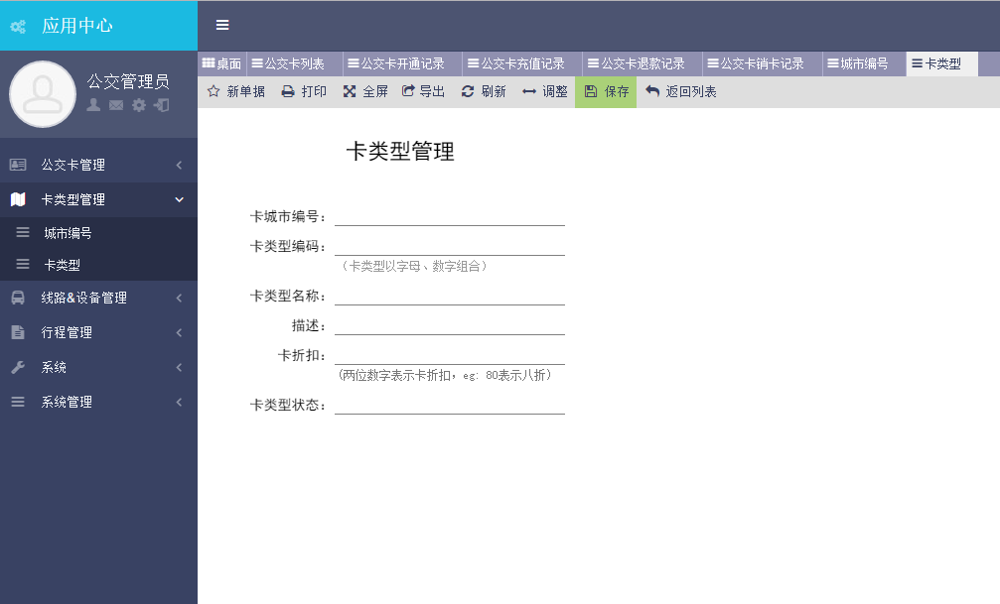 应用中心
公交管理员
公交卡管理
卡类型管理
城市编号
卡类型
线路&设备管理
行程管理
系统
系统管理
桌面 公交卡列表 公交卡开通记录 公交卡充值记录 公交卡退款记录 公交卡销卡记录 城市编号 卡类型
新单据 打印 全屏 导出 刷新 调整 保存 返回列表
卡类型管理
卡城市编号：
卡类型编码：
（卡类型以字母、数字组合）
卡类型名称：
描述：
卡折扣：
(两位数字表示卡折扣，eg: 80表示八折)
卡类型状态：